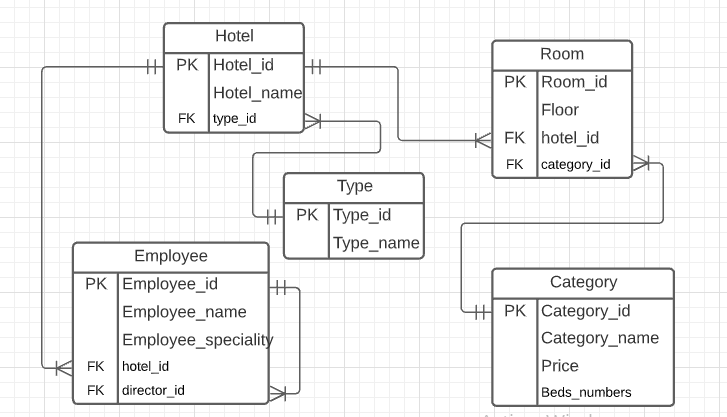 Hotel
PK Hotel_id
Hotel_name
FK type_id
Room
PK Room_id
Floor
FK hotel_id
FK category_id
Type
PK Type_id
Type_name
Employee
PK Employee_id
Employee_name
Employee_speciality
FK hotel_id
FK director_id
Category
PK Category_id
Category_name
Price
Beds_numbers